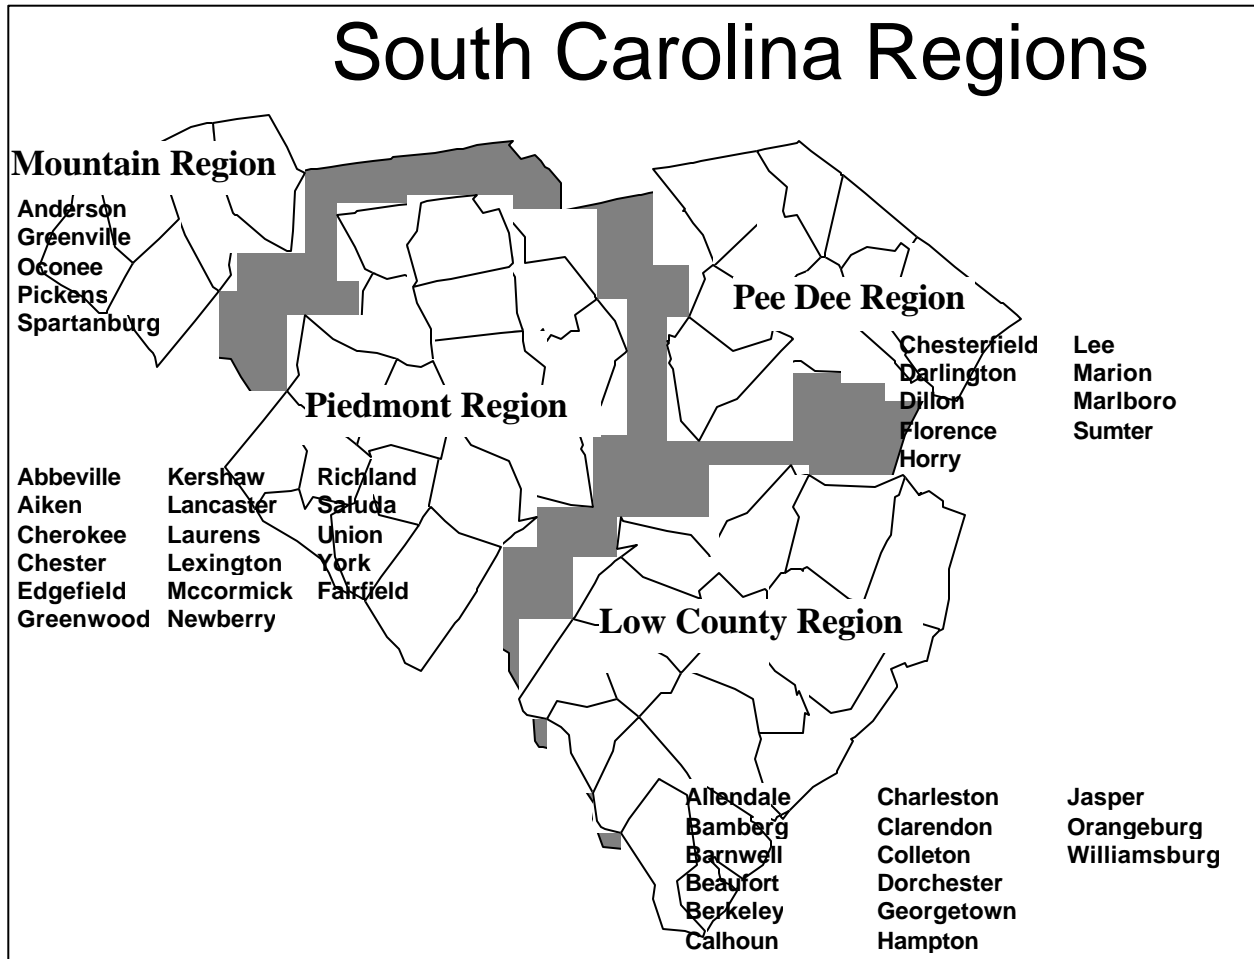 South Carolina Regions
Mountain Region
Anderson
Greenville
Oconee
Pickens
Spartanburg
Pee Dee Region
Chesterfield Lee
Darlington Marion
Dillon Marlboro
Florence Sumter
Horry
Piedmont Region
Abbeville Kershaw Richland
Aiken Lancaster Saluda
Cherokee Laurens Union
Chester Lexington York
Edgefield Mccormick Fairfield
Greenwood Newberry
Low County Region
Allendale Charleston Jasper
Bamberg Clarendon Orangeburg
Barnwell Colleton Williamsburg
Beaufort Dorchester
Berkeley Georgetown
Calhoun Hampton